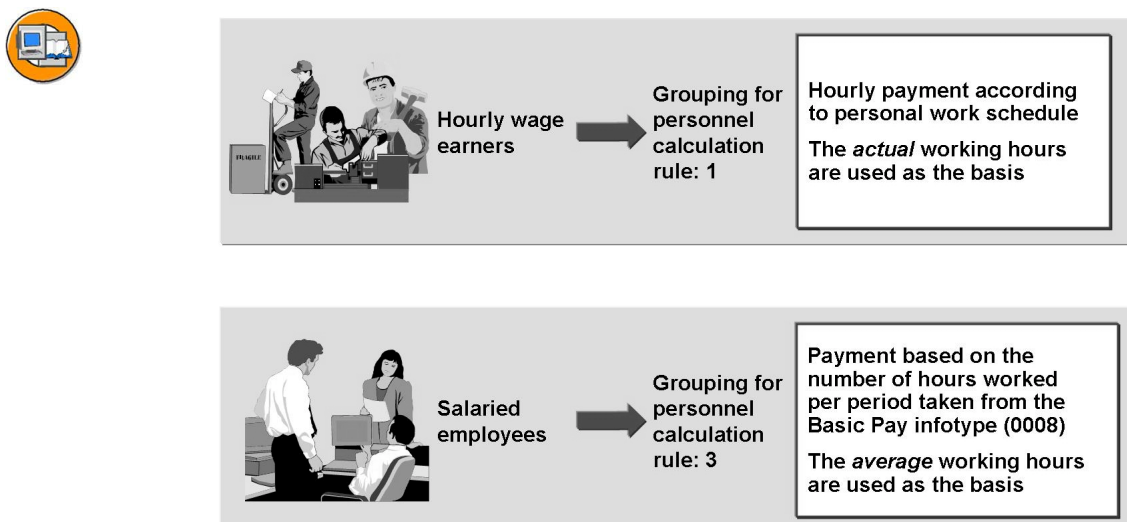 FRAGILE
Hourly wage
earners
Grouping for
personnel
calculation
rule: 1
Hourly payment according
to personal work schedule
The actual working hours
are used as the basis
Salaried
employees
Grouping for
personnel
calculation
rule: 3
Payment based on the
number of hours worked
per period taken from the
Basic Pay infotype (0008)
The average working hours
are used as the basis